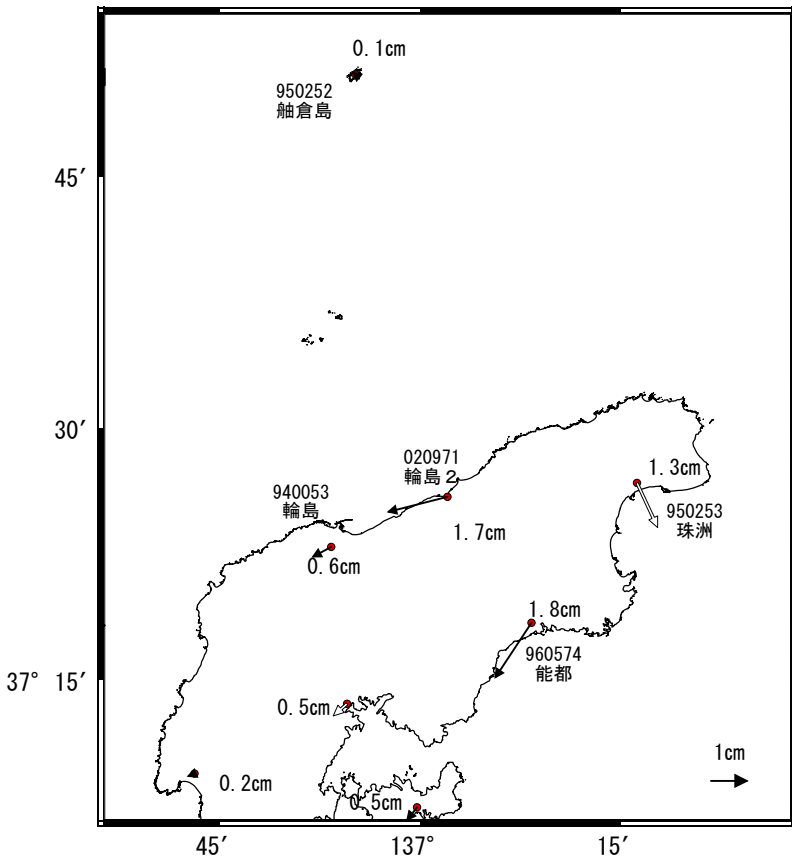 0.1cm
950252
舳倉島
45′
30′
020971
輪島２
1.3cm
940053
輪島
950253
珠洲
1.7cm
0.6cm
1.8cm
960574
能都
37° 15′
0.5cm
1cm
0.2cm
0.5cm
45′
137°
15′